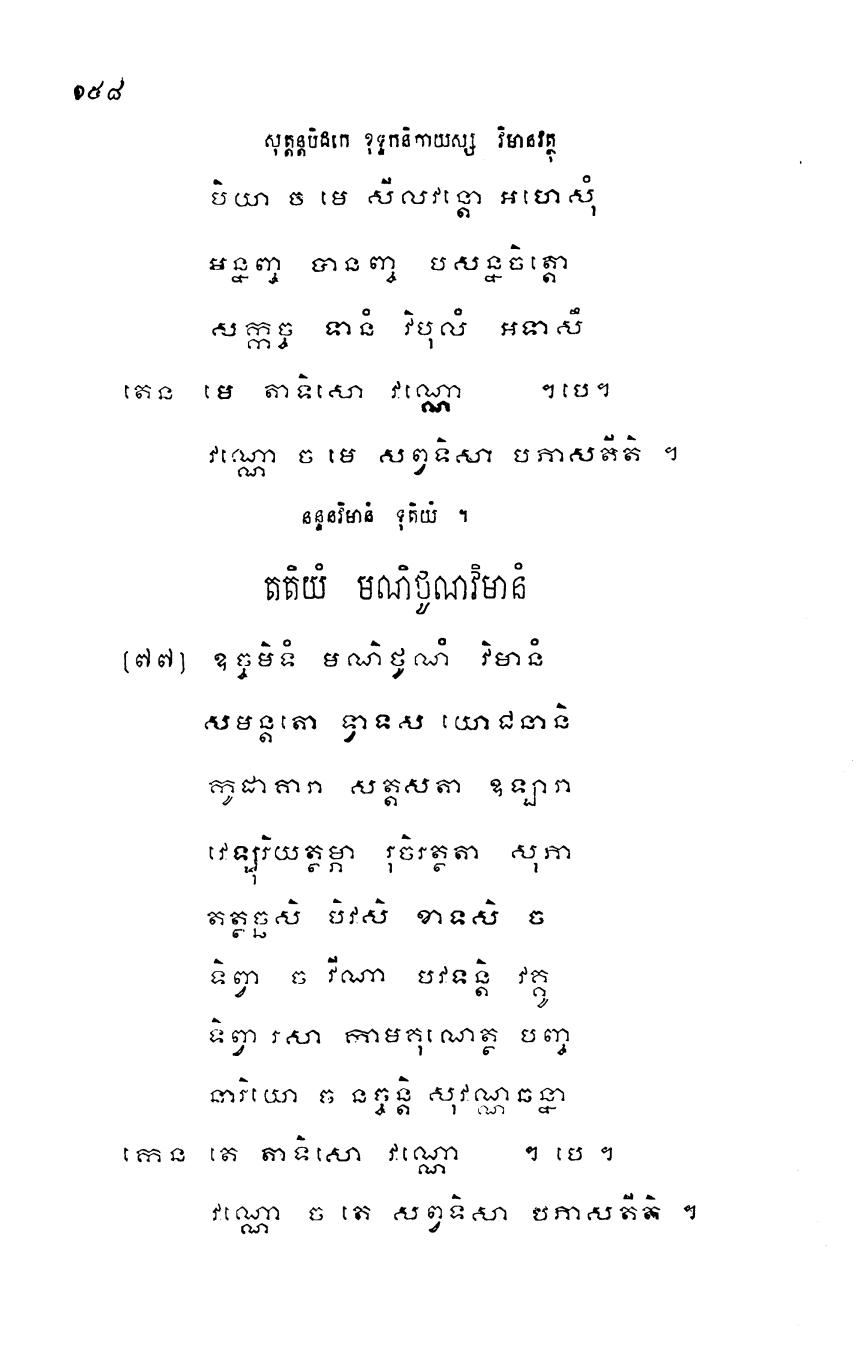 ១៥៨
សុត្តន្តបិដកេ ខុទ្ទកនិកាយស្ស វិមានវត្ថុ
បិយា ច មេ សីលវន្តោ អហេសុំ
អន្នញ្ច បានញ្ច បសន្នចិត្តោ
សក្កច្ច ទានំ វិបុលំ អទាសឹ
តេន មេ តាទិសោ វណ្ណោ ។បេ។
វណ្ណោ ច មេ សព្វទិសា បភាសតីតិ ។
នន្ទនវិមានំ ទុតិយំ ។
តតិយំ មណិថូណវិមានំ
(៧៧) ឧច្ចមិទំ មណិថូណំ វិមានំ
សមន្តតោ ទ្វាទស យោជនានិ
កូដាគារា សត្តសតា ឧឡារា
វេឡុរិយត្ថម្ភា រុចិរត្ថតា សុភា
តត្ថច្ឆសិ បិវសិ ខាទសិ ច
ទិព្វា ច វីណា បវទន្តិ វគ្គូ
ទិព្វា រសា កាមគុណេត្ថ បញ្ច
នារិយោ ច នច្ចន្តិ សុវណ្ណឆន្នា
កេន តេ តាទិសោ វណ្ណោ ។ បេ ។
វណ្ណោ ច តេ សព្វទិសា បភាសតីតិ ។